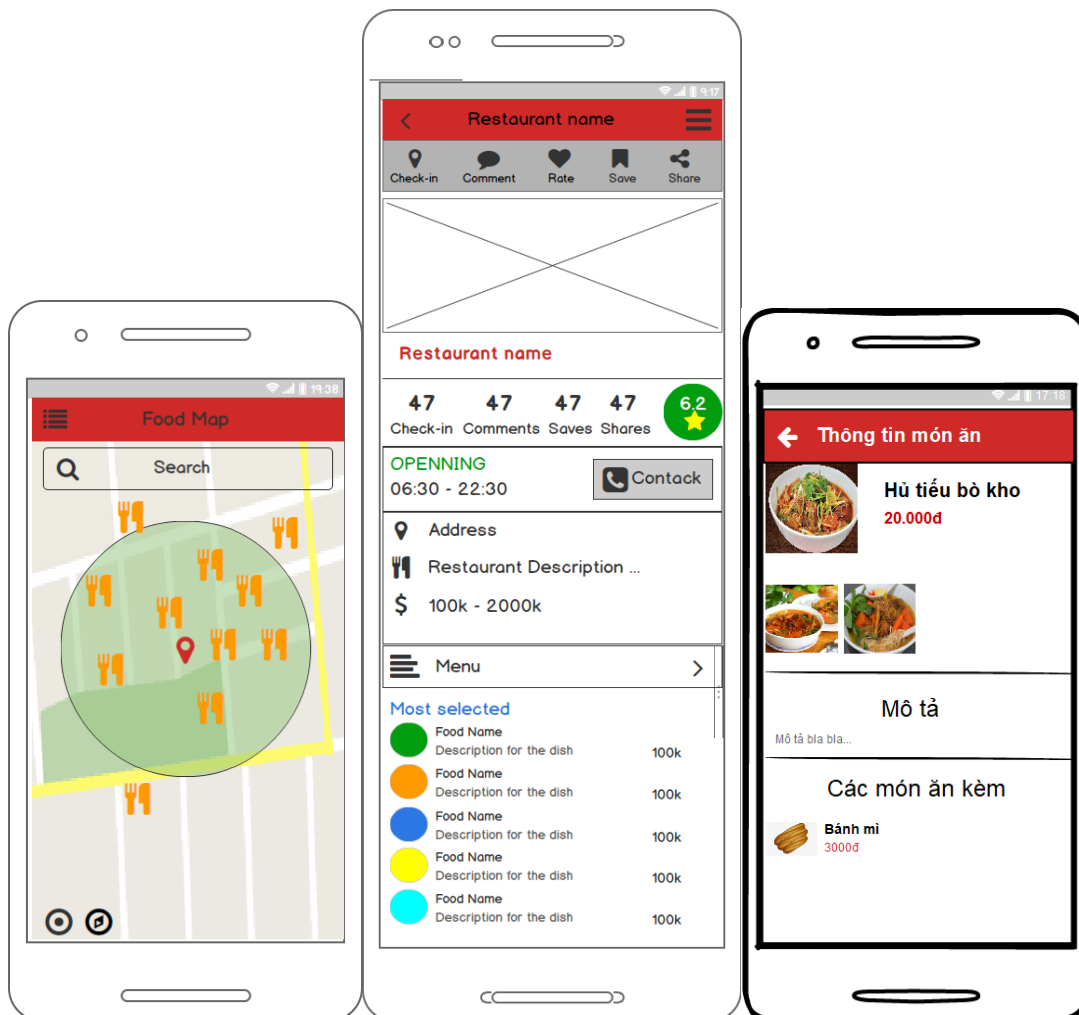 19:38
Food Map
Search
9:17
Restaurant name
Check-in Comment Rate Save Share
Restaurant name
47 47 47 47 6.2
Check-in Comments Saves Shares
OPENNING
06:30 - 22:30
Contack
Address
Restaurant Description ...
$ 100k - 2000k
Menu
Most selected
Food Name
Description for the dish 100k
Food Name
Description for the dish 100k
Food Name
Description for the dish 100k
Food Name
Description for the dish 100k
Food Name
Description for the dish 100k
17:18
Thông tin món ăn
Hủ tiếu bò kho
20.000đ
Mô tả
Mô tả bla bla...
Các món ăn kèm
Bánh mì
3000đ